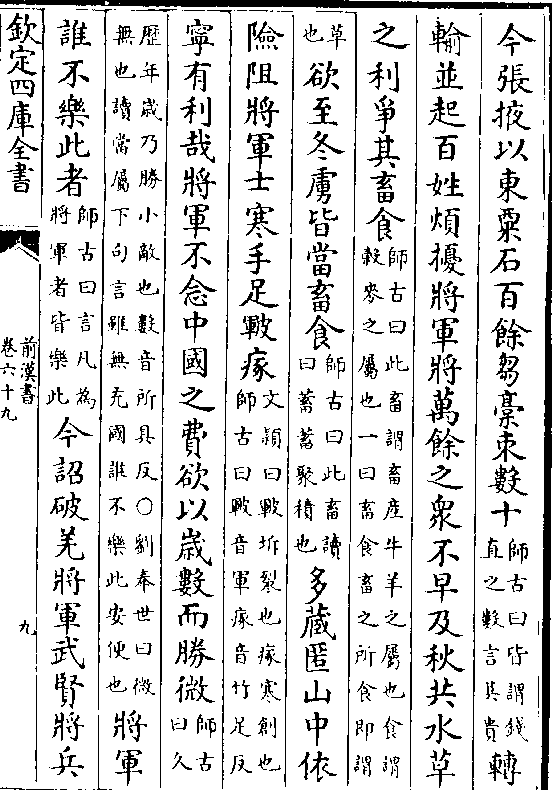 今張掖以東粟石百餘芻稾束數十師古曰皆謂錢直之數言其貴轉
輸並起百姓煩擾將軍將萬餘之衆不早及秋共水草
之利爭其畜食師古曰此畜謂畜産牛羊之屬也食謂穀麥之屬也一曰畜食畜之所食即謂
草也欲至冬虜皆當畜食師古曰此畜讀曰蓄蓄聚積也多藏匿山中依
險阻將軍士寒手足皸瘃文潁曰皸坼裂也瘃寒創也師古曰皸音軍瘃音竹足反
寧有利哉將軍不念中國之費欲以歲數而勝微師古曰久
歴年歲乃勝小敵也數音所具反〇劉奉世曰微無也讀當屬下句言雖無充國誰不樂此安便也將軍
誰不樂此者師古曰言凡為將軍者皆樂此今詔破羌將軍武賢將兵
欽定四庫全書
前漢書
卷六十九
九